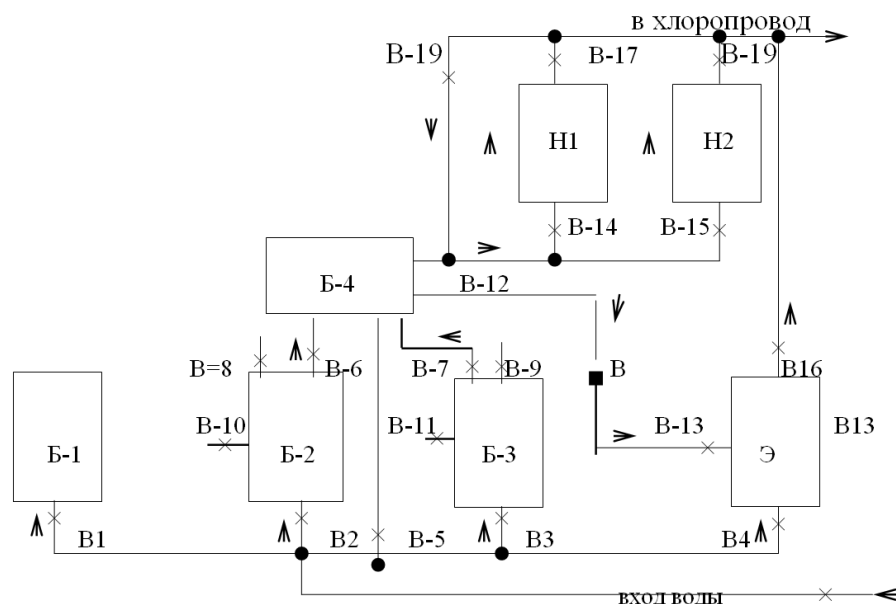 в хлоропровод
В-19
В-17
В-19
Н1
Н2
В-14
В-15
Б-4
В-12
В=8
В-6
В-7
В-9
В
В16
В-10
В-11
В-13
В13
Б-1
Б-2
Б-3
Э
В1
В2
В-5
В3
В4
вход воды